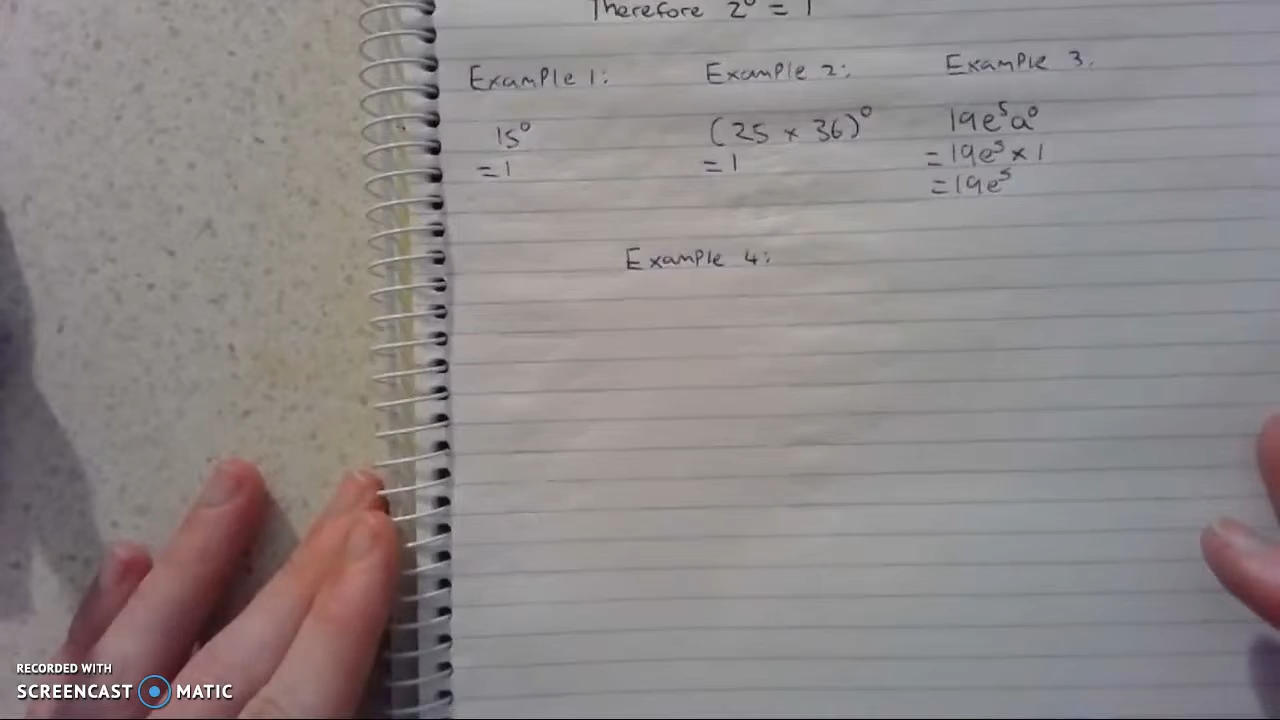 Therefore 2⁰ = 1
Example 1:
15⁰
= 1
Example 2:
(25 × 36)⁰
= 1
Example 3.
19e⁵a⁰
= 19e⁵ × 1
= 19e⁵
Example 4:
RECORDED WITH
SCREENCAST MATIC